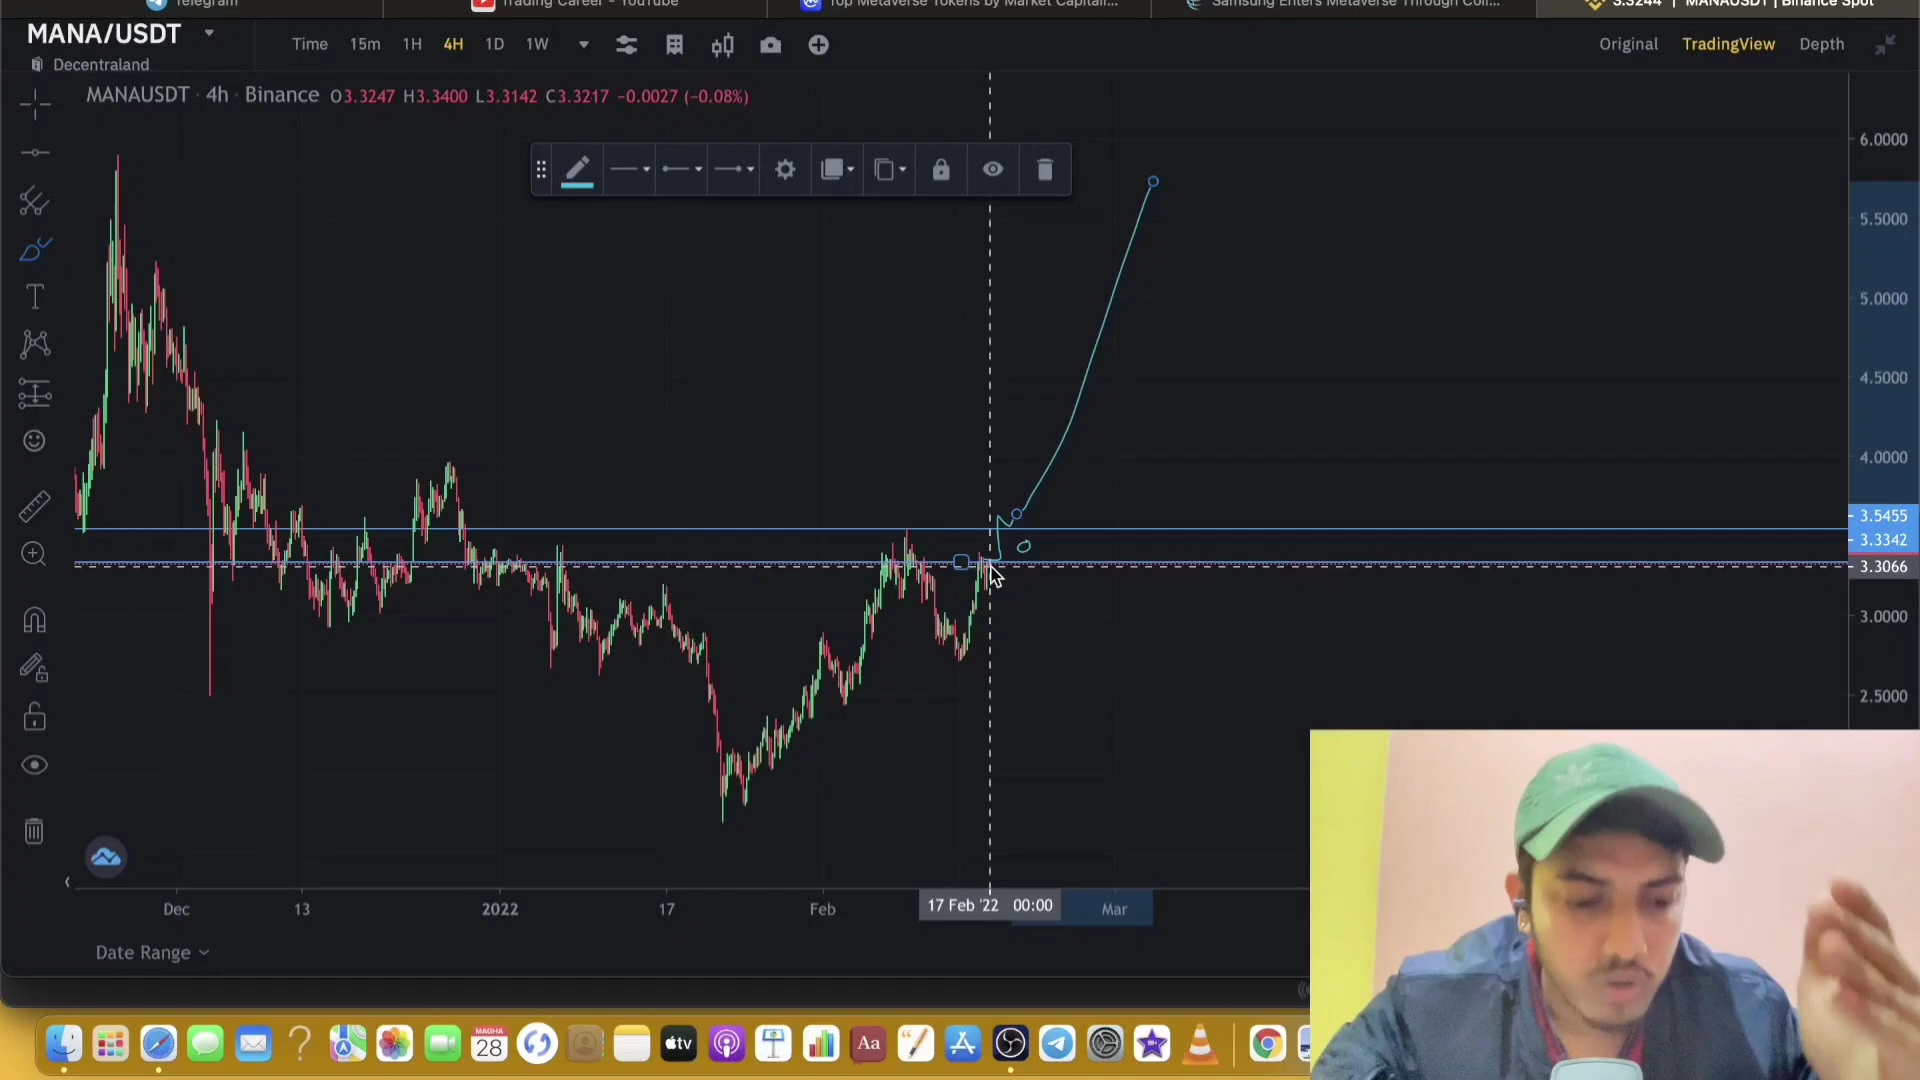 Telegram
Trading Career - YouTube
Top Metaverse Tokens by Market Capitali...
Samsung Enters Metaverse Through Coll...
3.3244 | MANAUSDT | Binance Spot
MANA/USDT
Decentraland
Time 15m 1H 4H 1D 1W
Original TradingView Depth
MANAUSDT · 4h · Binance O3.3247 H3.3400 L3.3142 C3.3217 −0.0027 (−0.08%)
6.0000
5.5000
5.0000
4.5000
4.0000
3.5455
3.3342
3.3066
3.0000
2.5000
Dec 13 2022 17 Feb 17 Feb '22 00:00 Mar
Date Range
MAGHA
28
tv
Aa